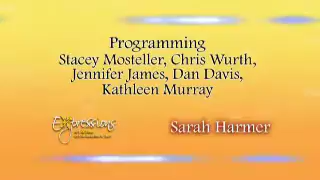 Programming
Stacey Mosteller, Chris Wurth,
Jennifer James, Dan Davis,
Kathleen Murray
Expressions
Sarah Harmer